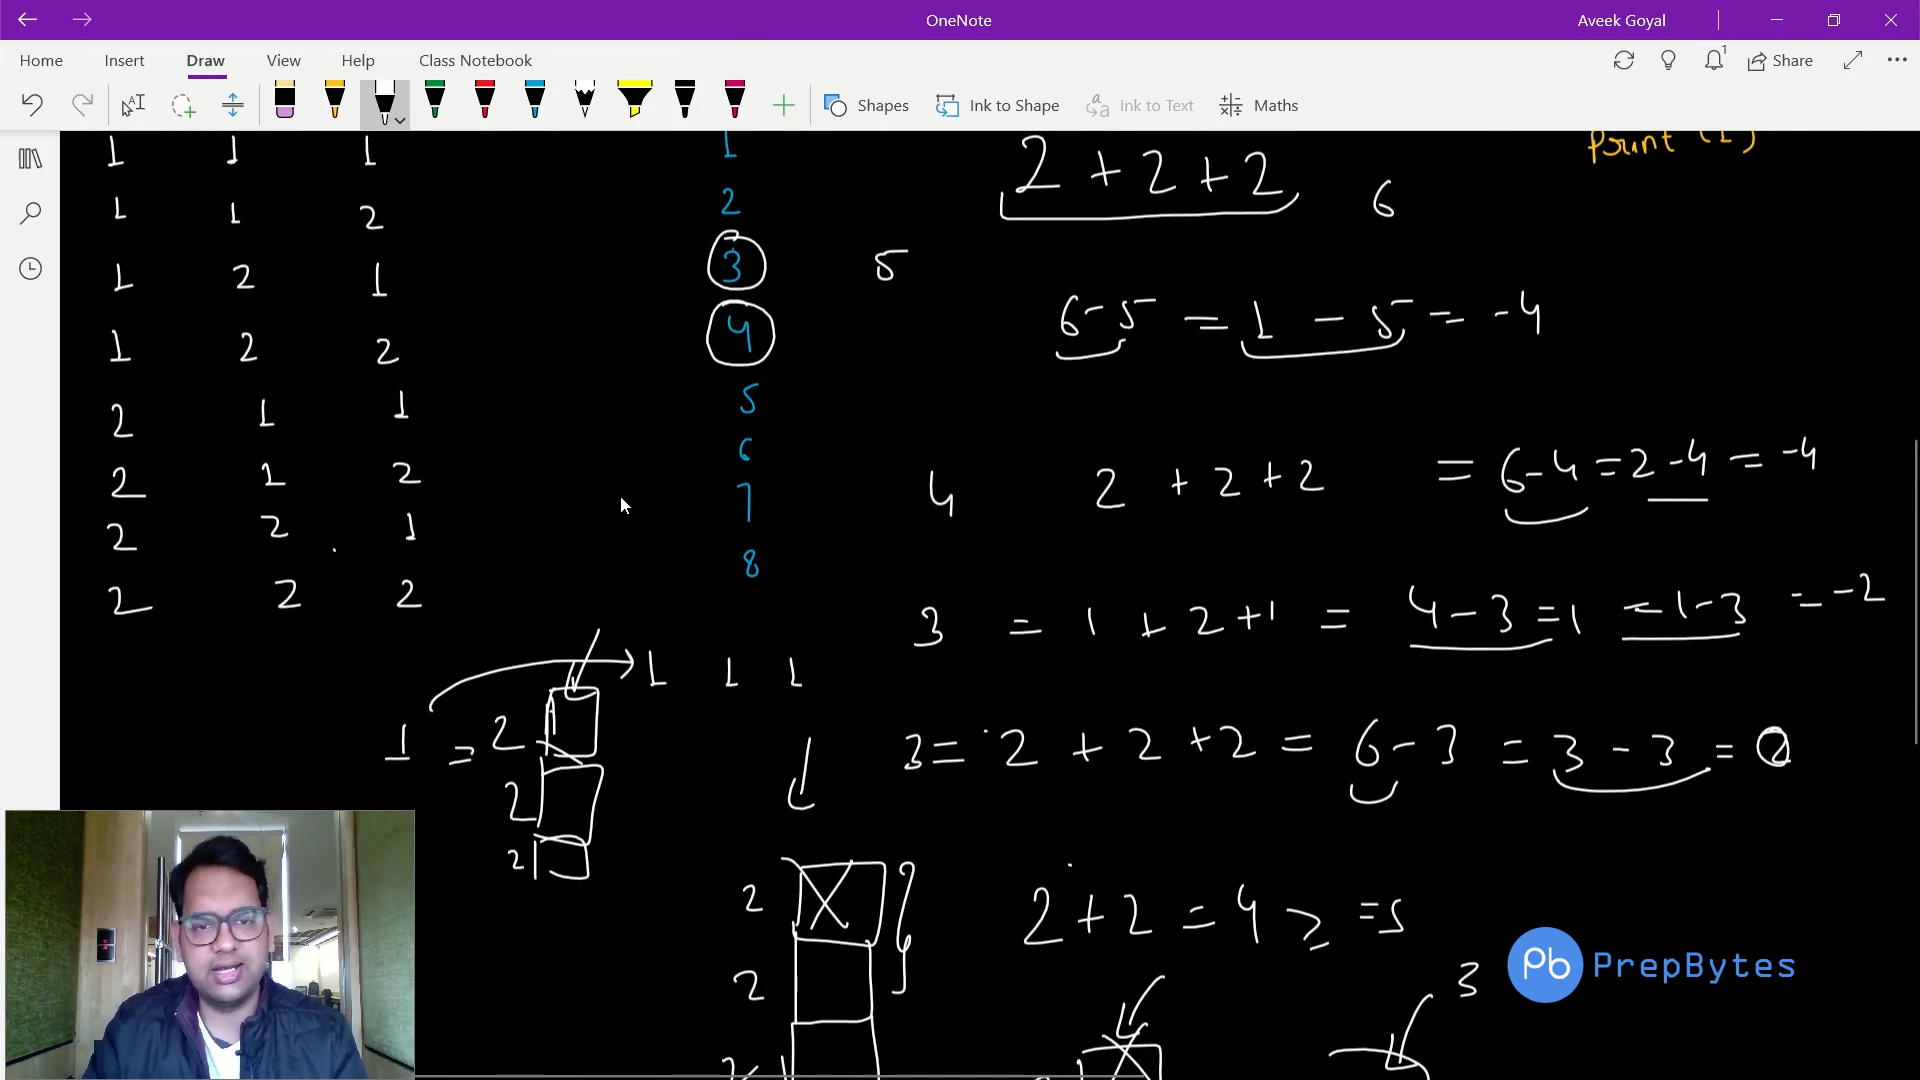 OneNote
Aveek Goyal
Home Insert Draw View Help Class Notebook
1
Share
Shapes Ink to Shape Ink to Text Maths
Print (1)
1 1 1
1 1 2
1 2 1
1 2 2
2 1 1
2 1 2
2 2 1
2 2 2
1
2
3
4
5
6
7
8
5
2 + 2 + 2 6
6-5 = 1 - 5 = -4
4 2 + 2 + 2 = 6-4 = 2-4 = -4
3 = 1 + 2 + 1 = 4-3 = 1 = 1-3 = -2
3 = 2 + 2 + 2 = 6-3 = 3-3 = 0
1 1 1
1 = 2
2
2
2
2
2 + 2 = 4 > = 5
3
Pb PrepBytes